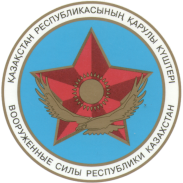 ҚАЗАҚСТАН РЕСПУБЛИКАСЫНЫҢ ҚАРУЛЫ КҮШТЕРІ
ВООРУЖЕННЫЕ СИЛЫ РЕСПУБЛИКИ КАЗАХСТАН